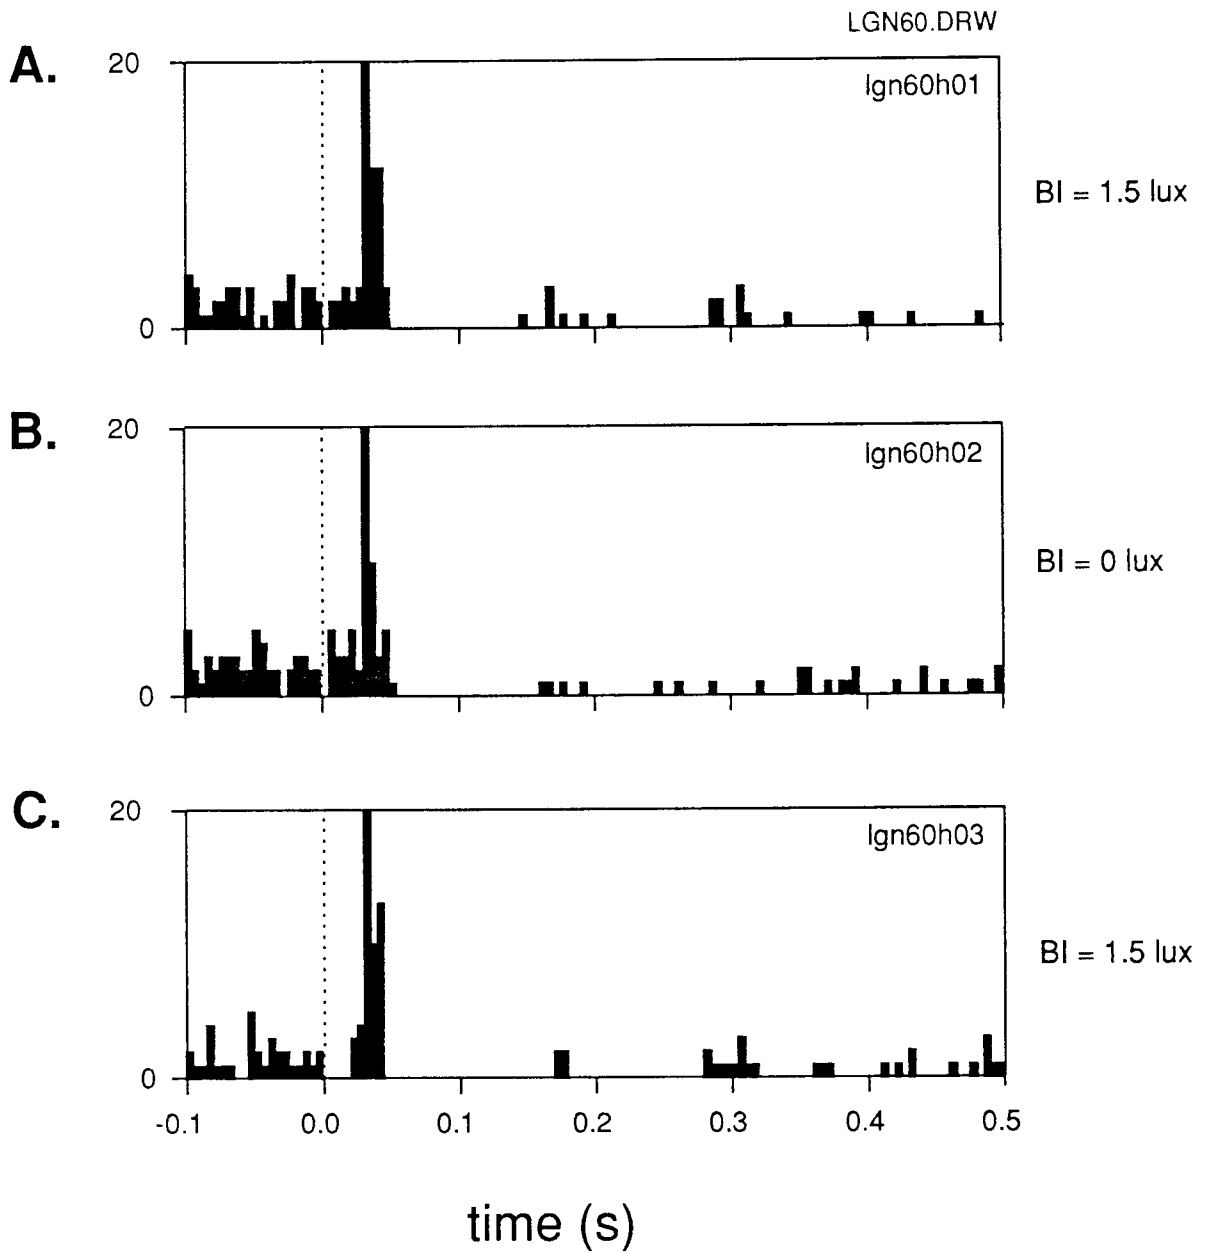 LGN60.DRW
A.
20
lgn60h01
BI = 1.5 lux
0
B.
20
lgn60h02
BI = 0 lux
0
C.
20
lgn60h03
BI = 1.5 lux
0
-0.1 0.0 0.1 0.2 0.3 0.4 0.5
time (s)